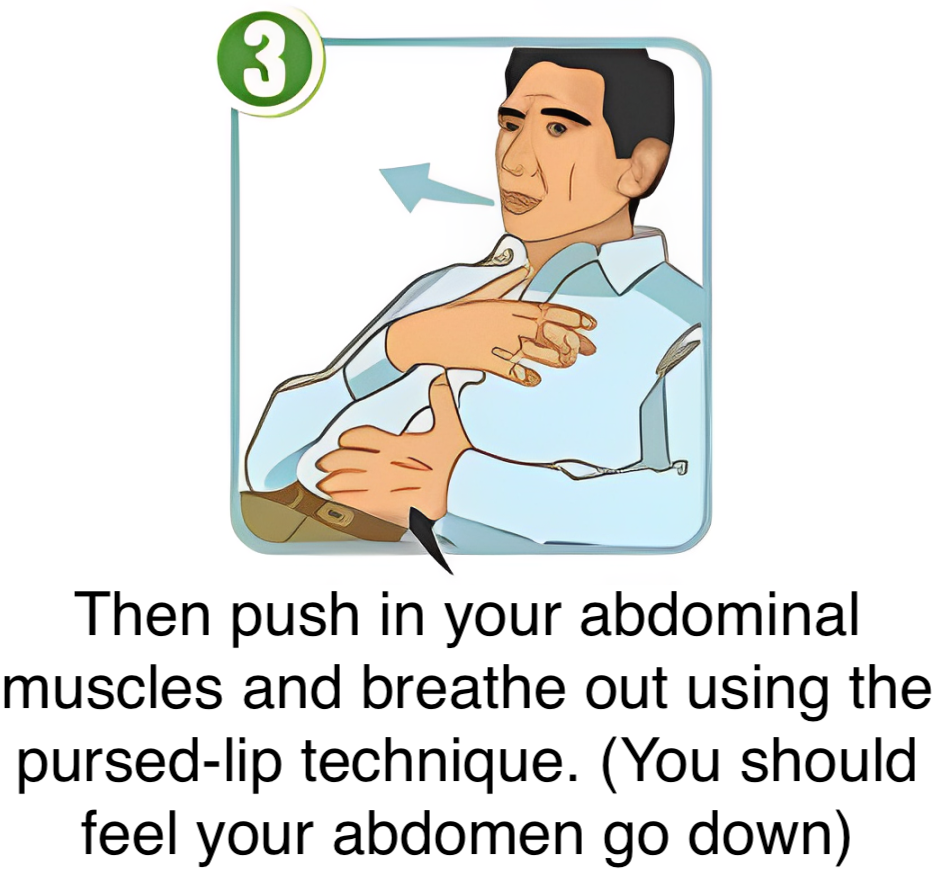 3
Then push in your abdominal
muscles and breathe out using the
pursed-lip technique. (You should
feel your abdomen go down)